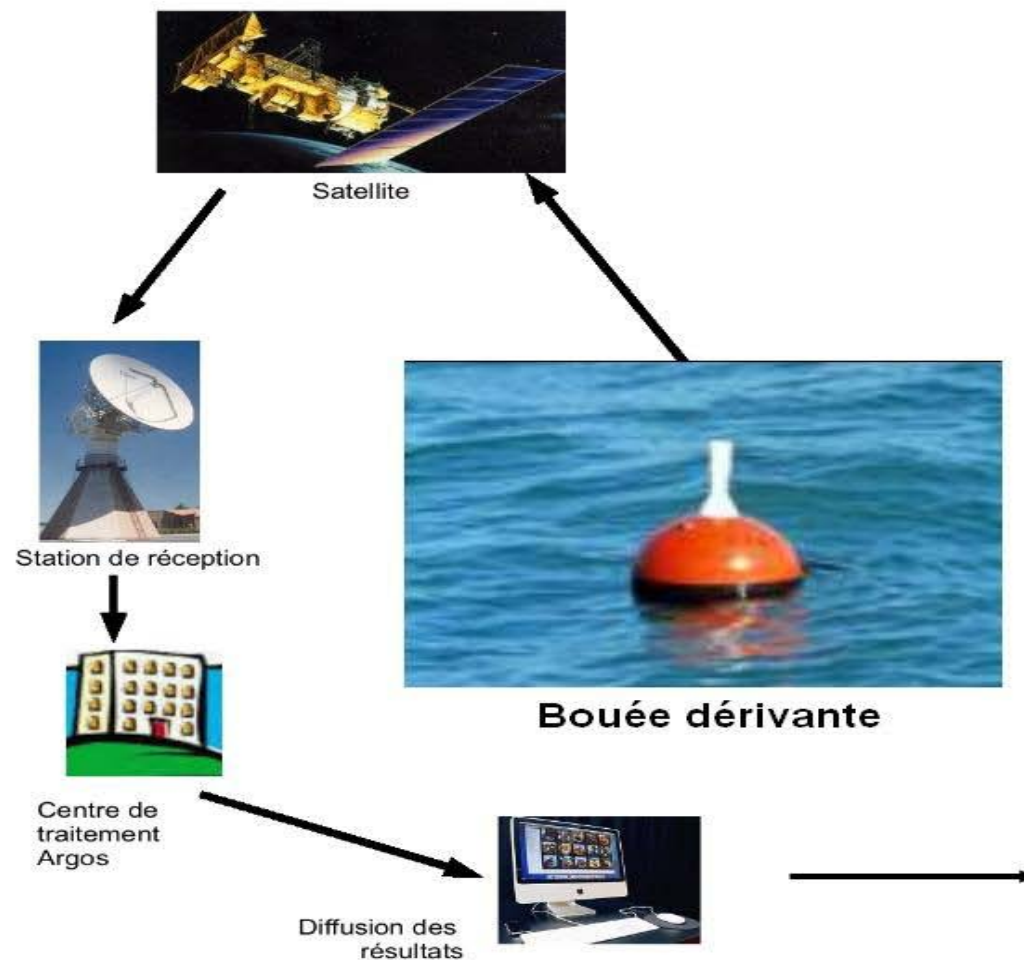 Satellite
Station de réception
Bouée dérivante
Centre de
traitement
Argos
Diffusion des
résultats